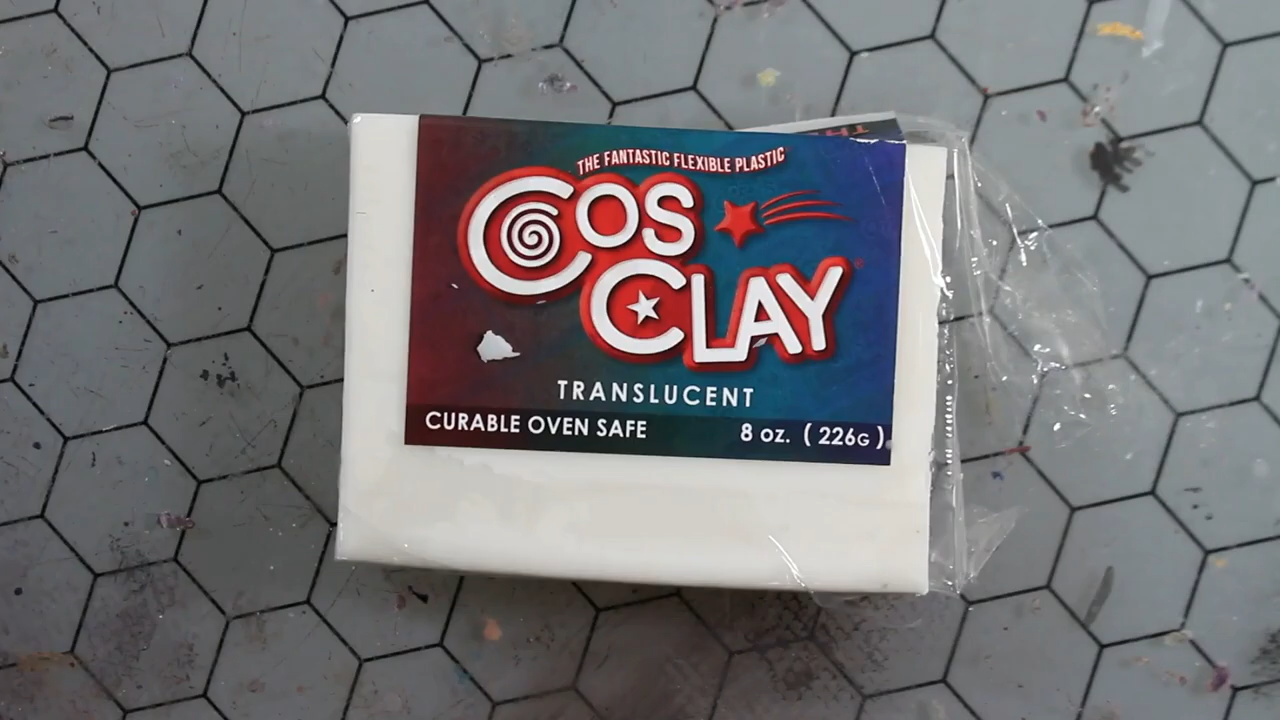 THE FANTASTIC FLEXIBLE PLASTIC
COS
CLAY®
TRANSLUCENT
CURABLE OVEN SAFE 8 oz. ( 226G )